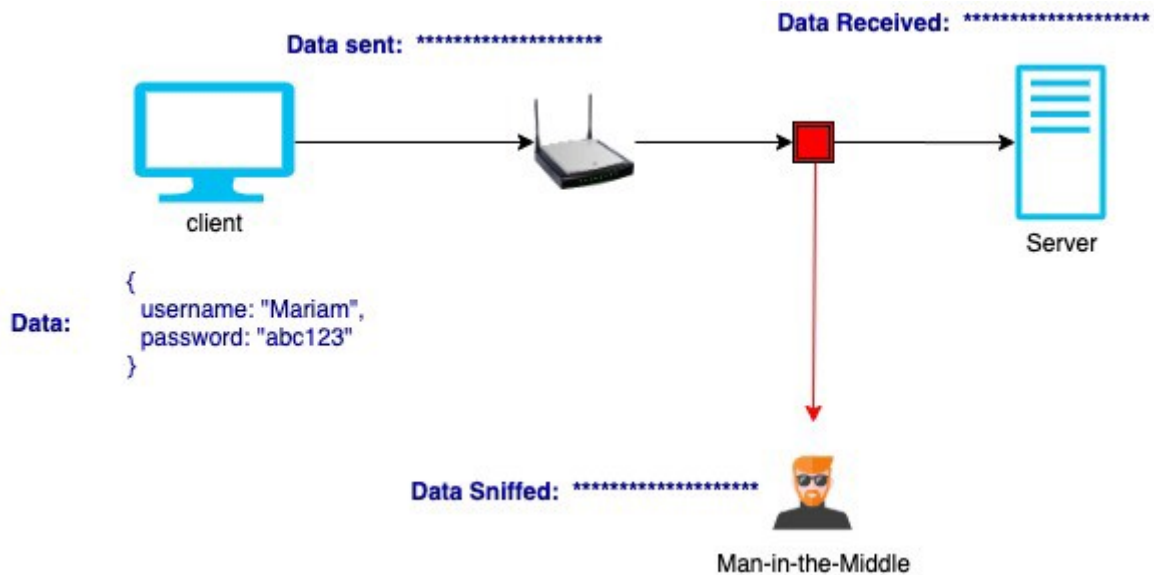 Data Received: ********************
Data sent: ********************
client
Server
{
Data:
username: "Mariam",
password: "abc123"
}
Data Sniffed: ********************
Man-in-the-Middle